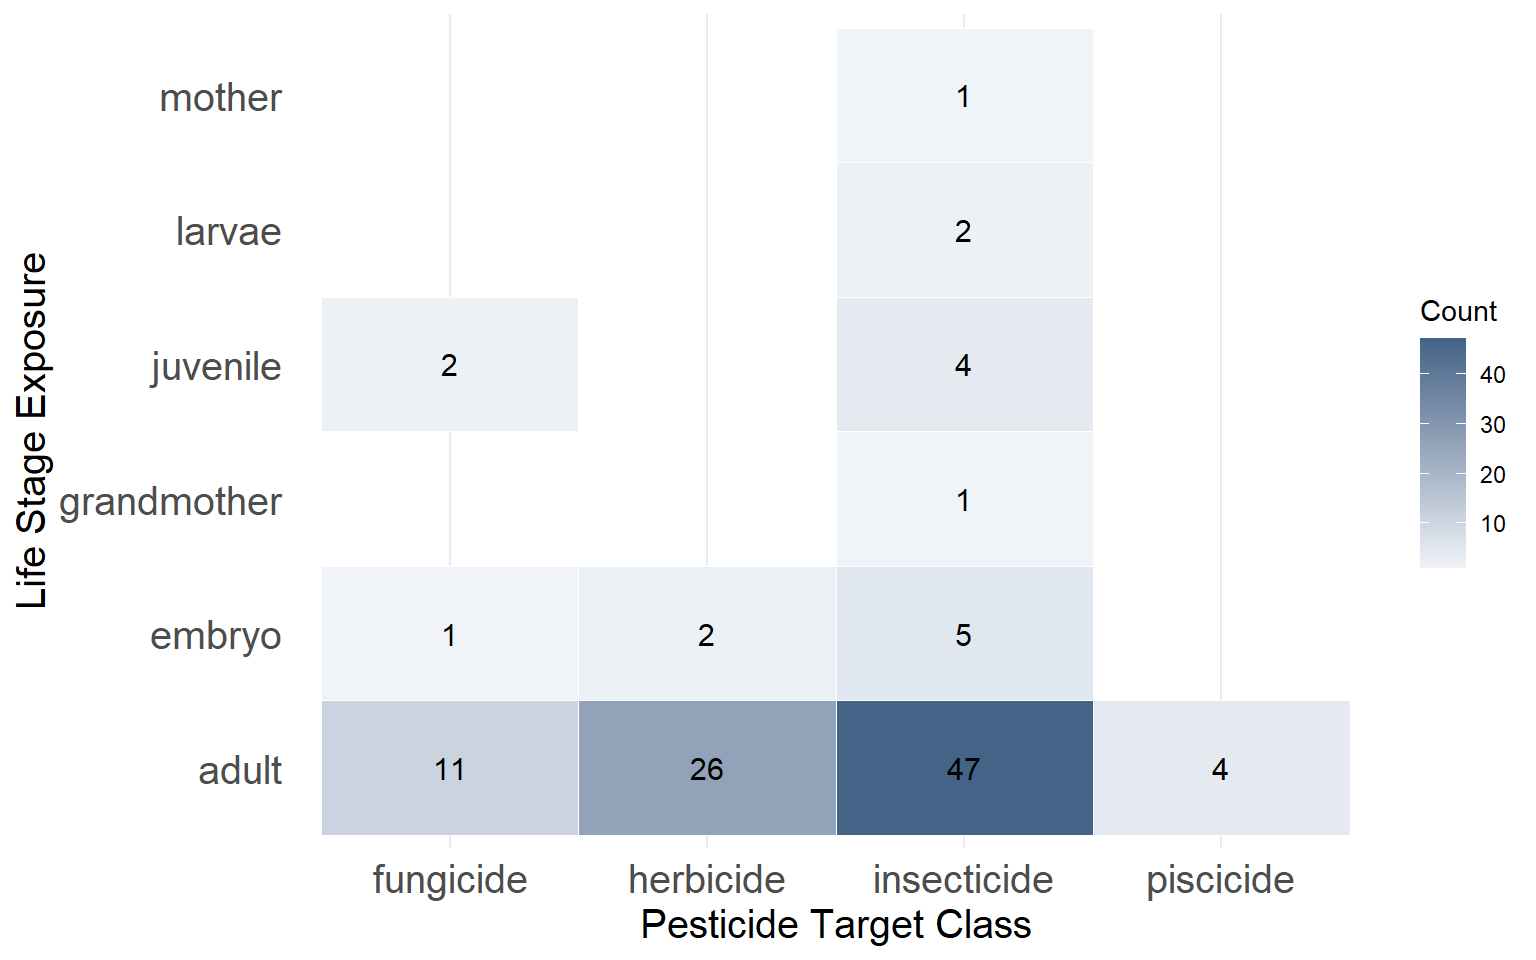 mother
1
larvae
2
juvenile
2
4
grandmother
1
embryo
1
2
5
adult
11
26
47
4
fungicide
herbicide
insecticide
piscicide
Pesticide Target Class
Life Stage Exposure
Count
40
30
20
10